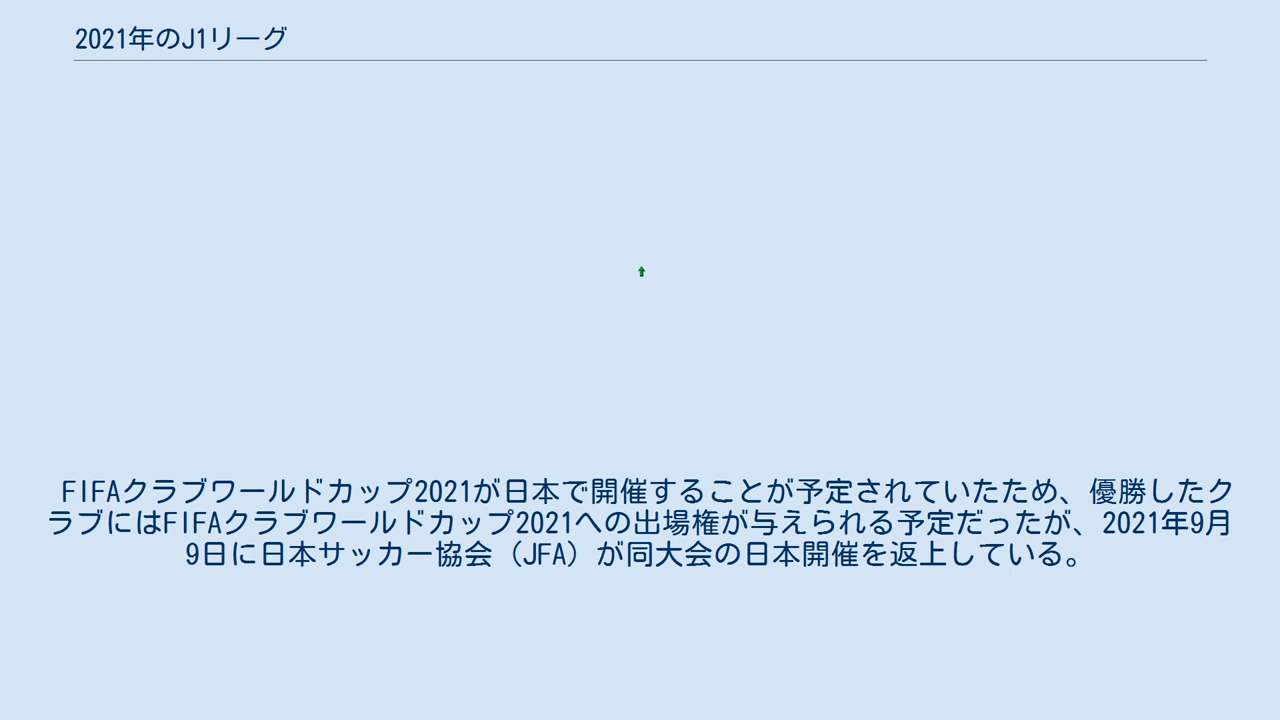 2021年のJ1リーグ
FIFAクラブワールドカップ2021が日本で開催することが予定されていたため、優勝したク
ラブにはFIFAクラブワールドカップ2021への出場権が与えられる予定だったが、2021年9月
9日に日本サッカー協会（JFA）が同大会の日本開催を返上している。